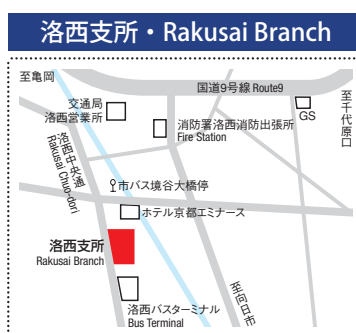 洛西支所・Rakusai Branch
至亀岡
国道9号線 Route9
至千代原口
交通局
洛西営業所
GS
消防署洛西消防出張所
Fire Station
洛西中央通
Rakusai Chuo-dori
市バス境谷大橋停
ホテル京都エミナース
洛西支所
Rakusai Branch
至向日市
洛西バスターミナル
Bus Terminal